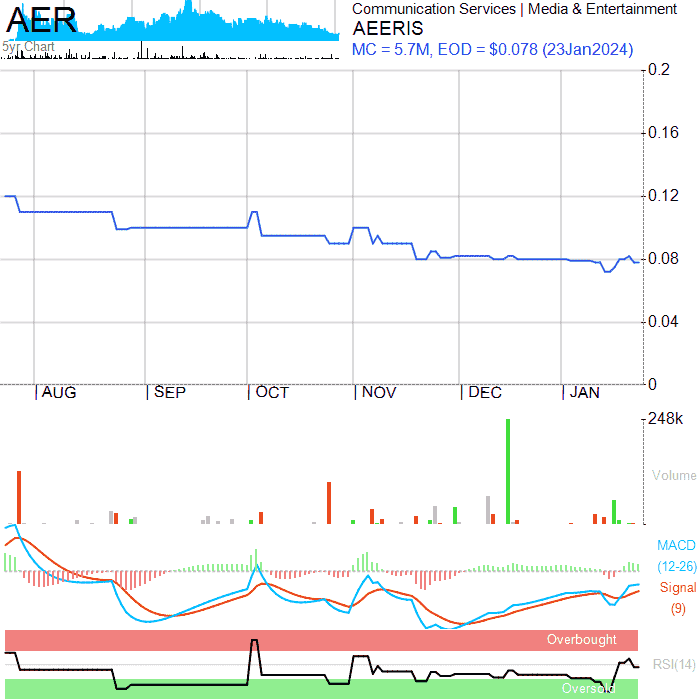 AER
5yr Chart
Communication Services | Media & Entertainment
AEERIS
MC = 5.7M, EOD = $0.078 (23Jan2024)
0.2
0.16
0.12
0.08
0.04
0
AUG SEP OCT NOV DEC JAN
248k
Volume
MACD
(12-26)
Signal
(9)
Overbought
RSI(14)
Oversold